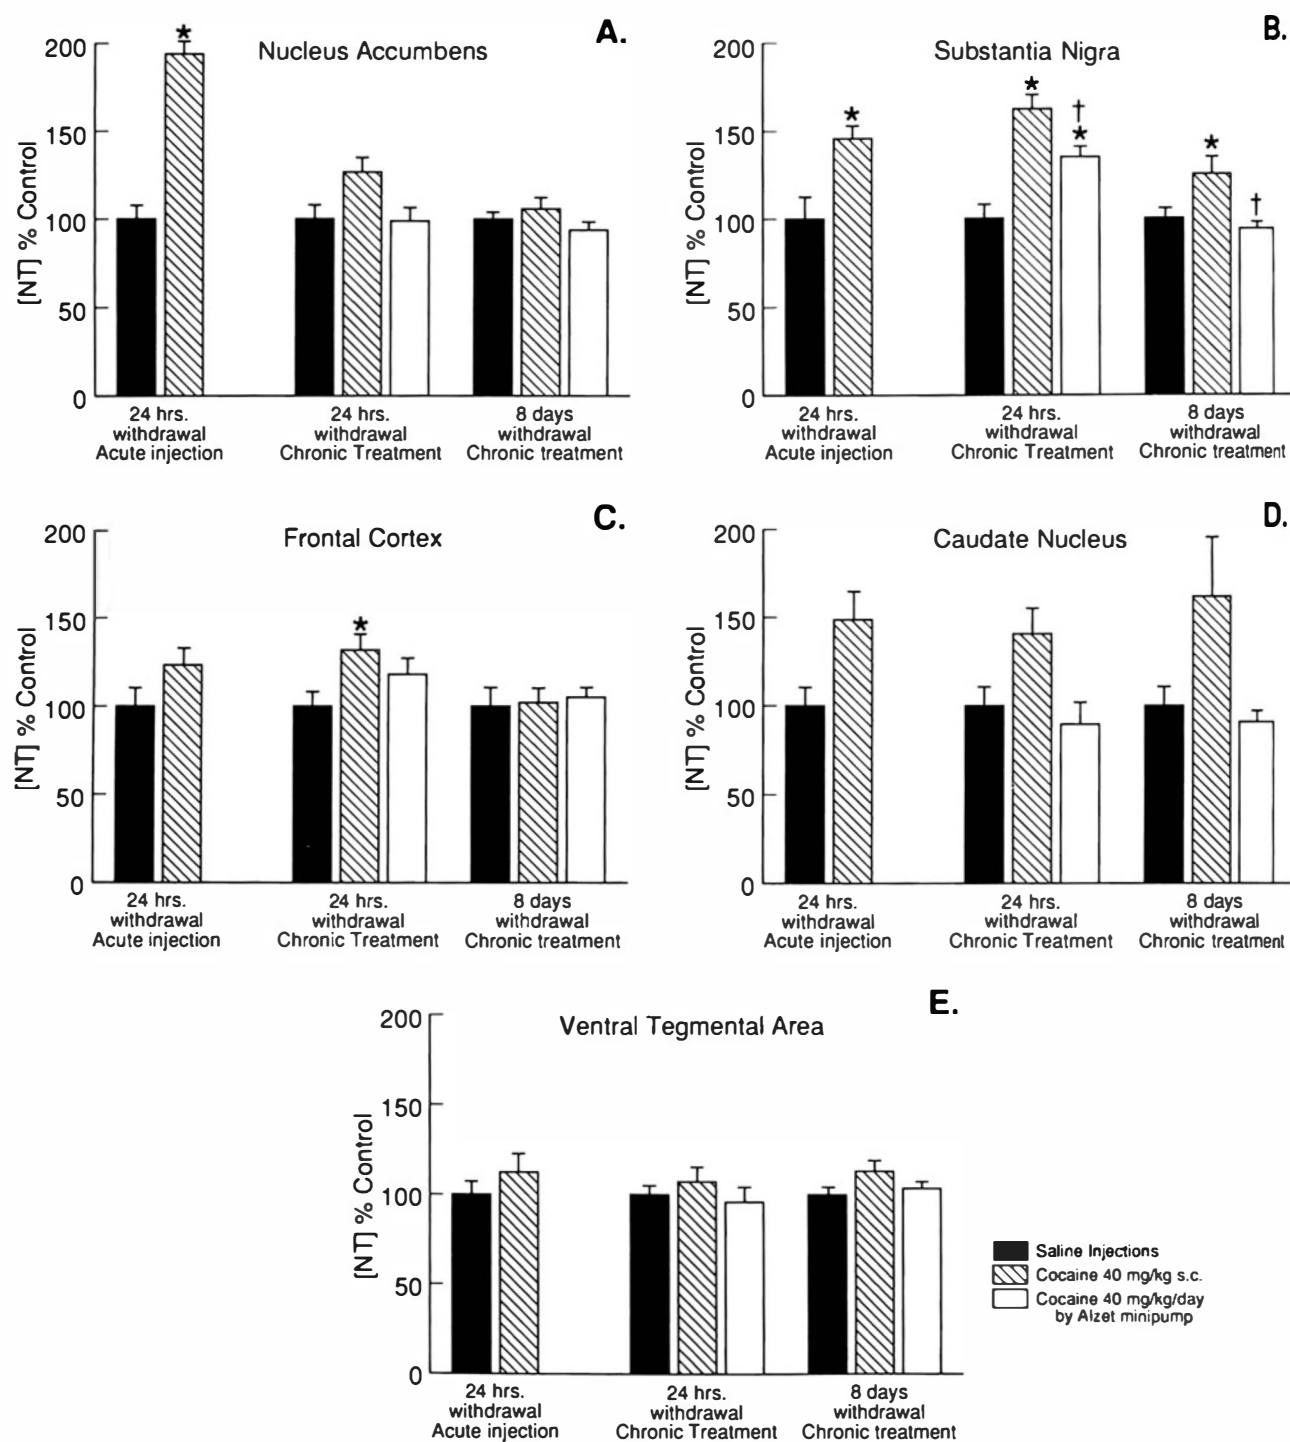 A.
Nucleus Accumbens
[NT] % Control
200
150
100
50
0
*
24 hrs.
withdrawal
Acute injection
24 hrs.
withdrawal
Chronic Treatment
8 days
withdrawal
Chronic treatment
B.
Substantia Nigra
[NT] % Control
200
150
100
50
0
*
*
†
*
*
†
24 hrs.
withdrawal
Acute injection
24 hrs.
withdrawal
Chronic Treatment
8 days
withdrawal
Chronic treatment
C.
Frontal Cortex
[NT] % Control
200
150
100
50
0
*
24 hrs.
withdrawal
Acute injection
24 hrs.
withdrawal
Chronic Treatment
8 days
withdrawal
Chronic treatment
D.
Caudate Nucleus
[NT] % Control
200
150
100
50
0
24 hrs.
withdrawal
Acute injection
24 hrs.
withdrawal
Chronic Treatment
8 days
withdrawal
Chronic treatment
E.
Ventral Tegmental Area
[NT] % Control
200
150
100
50
0
24 hrs.
withdrawal
Acute injection
24 hrs.
withdrawal
Chronic Treatment
8 days
withdrawal
Chronic treatment
Saline Injections
Cocaine 40 mg/kg s.c.
Cocaine 40 mg/kg/day
by Alzet minipump